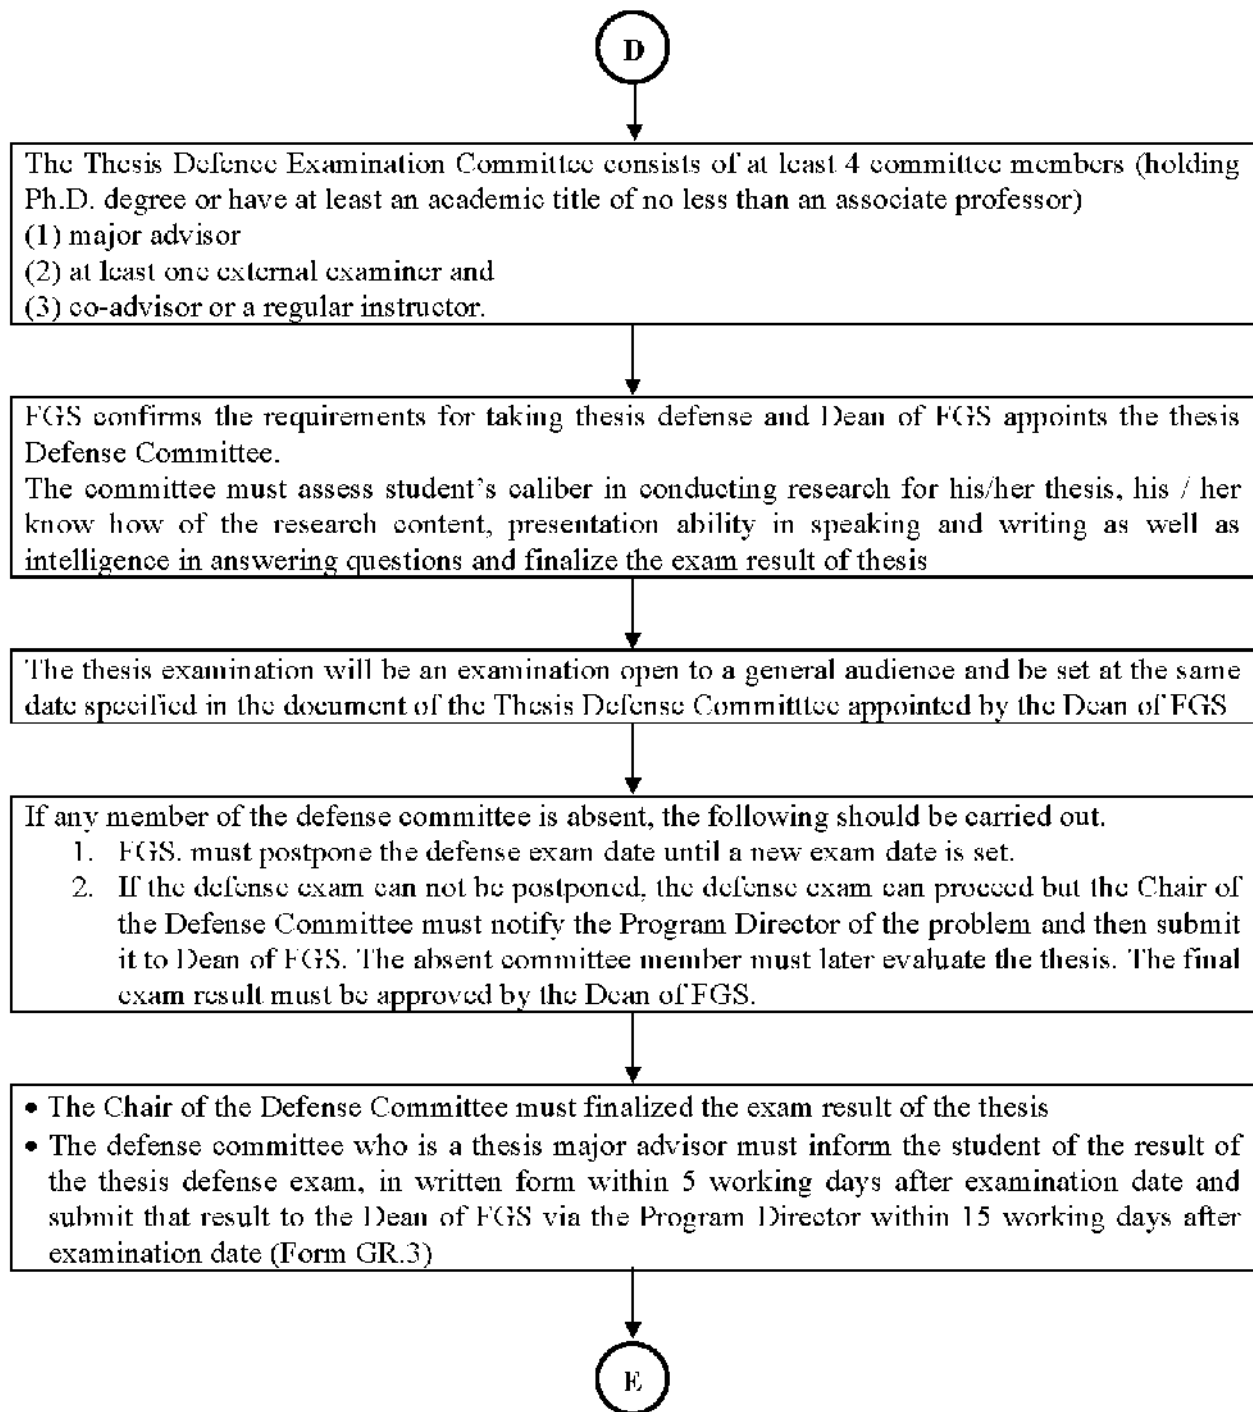 D
The Thesis Defence Examination Committee consists of at least 4 committee members (holding
Ph.D. degree or have at least an academic title of no less than an associate professor)
(1) major advisor
(2) at least one external examiner and
(3) co-advisor or a regular instructor.
FGS confirms the requirements for taking thesis defense and Dean of FGS appoints the thesis
Defense Committee.
The committee must assess student's caliber in conducting research for his/her thesis, his / her
know how of the research content, presentation ability in speaking and writing as well as
intelligence in answering questions and finalize the exam result of thesis
The thesis examination will be an examination open to a general audience and be set at the same
date specified in the document of the Thesis Defense Committtee appointed by the Dean of FGS
If any member of the defense committee is absent, the following should be carried out.
1. FGS. must postpone the defense exam date until a new exam date is set.
2. If the defense exam can not be postponed, the defense exam can proceed but the Chair of
the Defense Committee must notify the Program Director of the problem and then submit
it to Dean of FGS. The absent committee member must later evaluate the thesis. The final
exam result must be approved by the Dean of FGS.
• The Chair of the Defense Committee must finalized the exam result of the thesis
• The defense committee who is a thesis major advisor must inform the student of the result of
the thesis defense exam, in written form within 5 working days after examination date and
submit that result to the Dean of FGS via the Program Director within 15 working days after
examination date (Form GR.3)
E